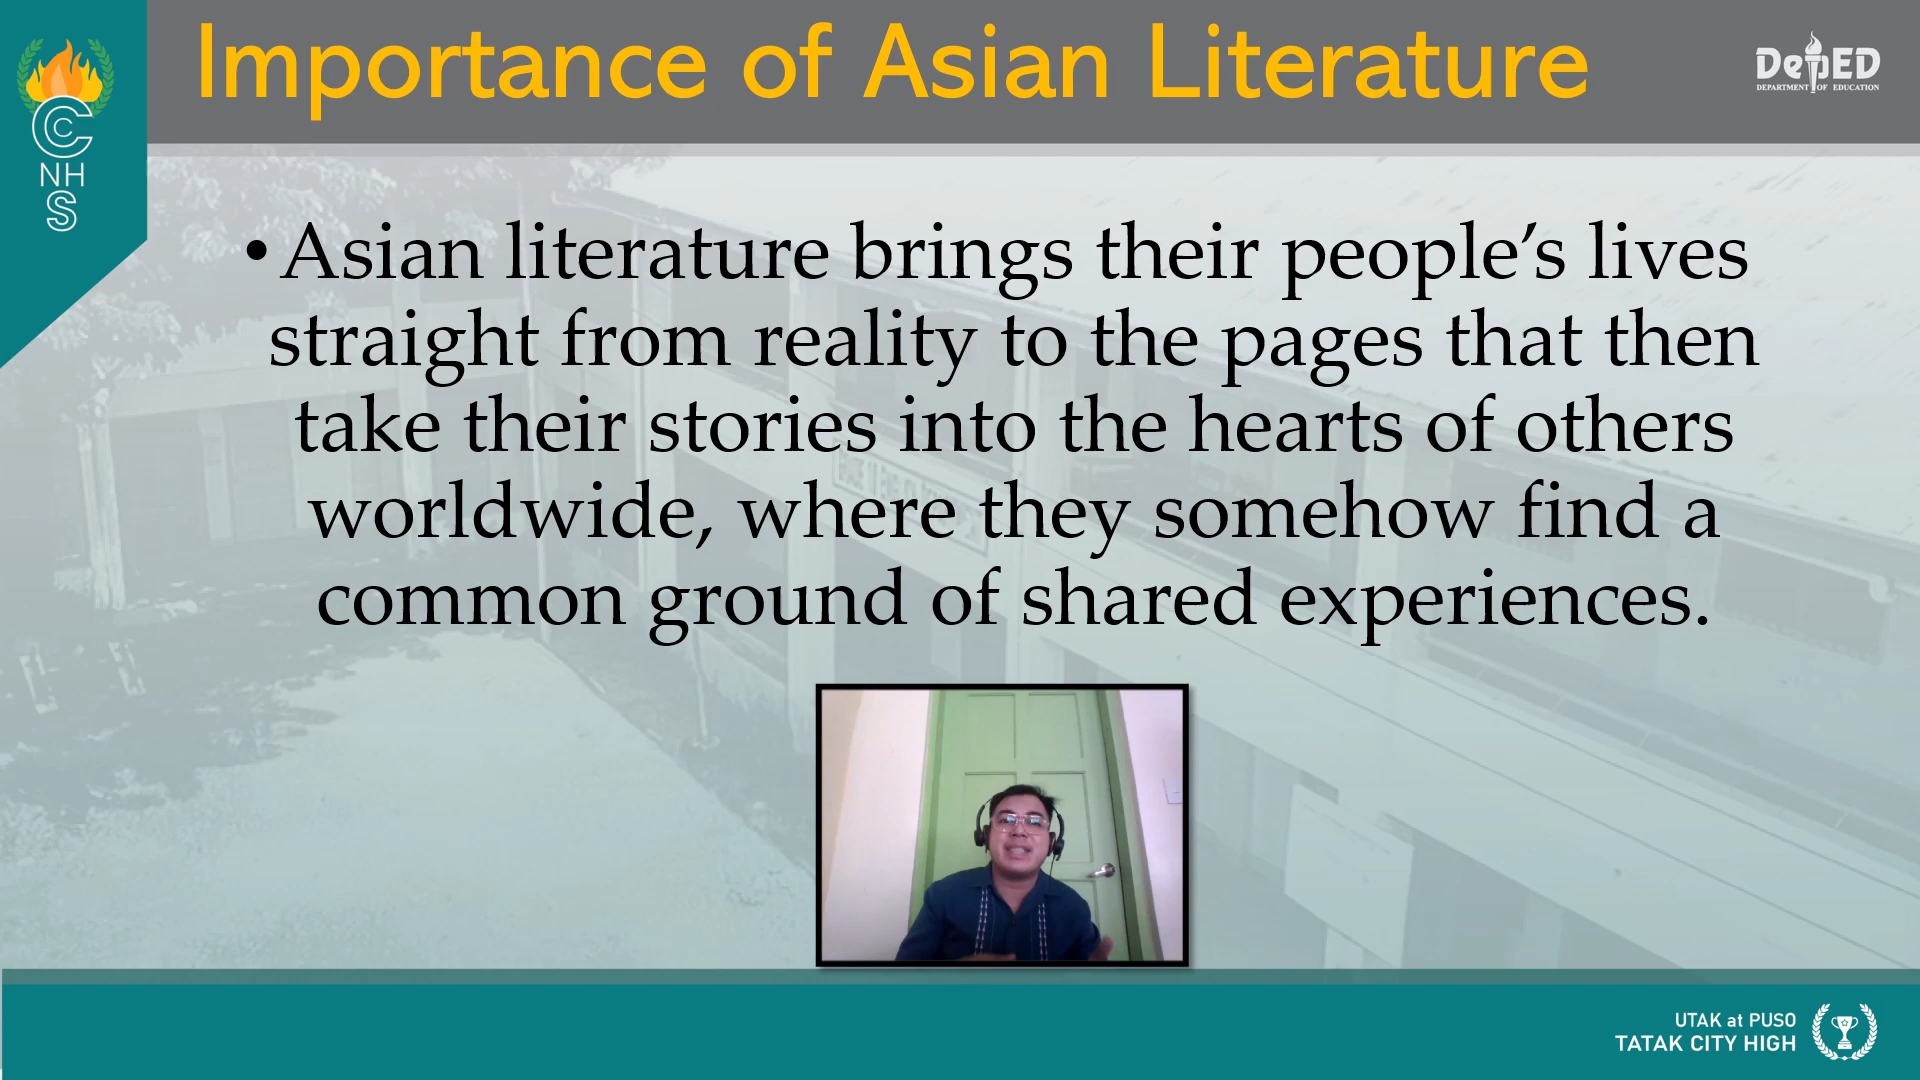 Importance of Asian Literature
DepED
DEPARTMENT OF EDUCATION
C
C
NH
S
•Asian literature brings their people’s lives
straight from reality to the pages that then
take their stories into the hearts of others
worldwide, where they somehow find a
common ground of shared experiences.
UTAK at PUSO
TATAK CITY HIGH